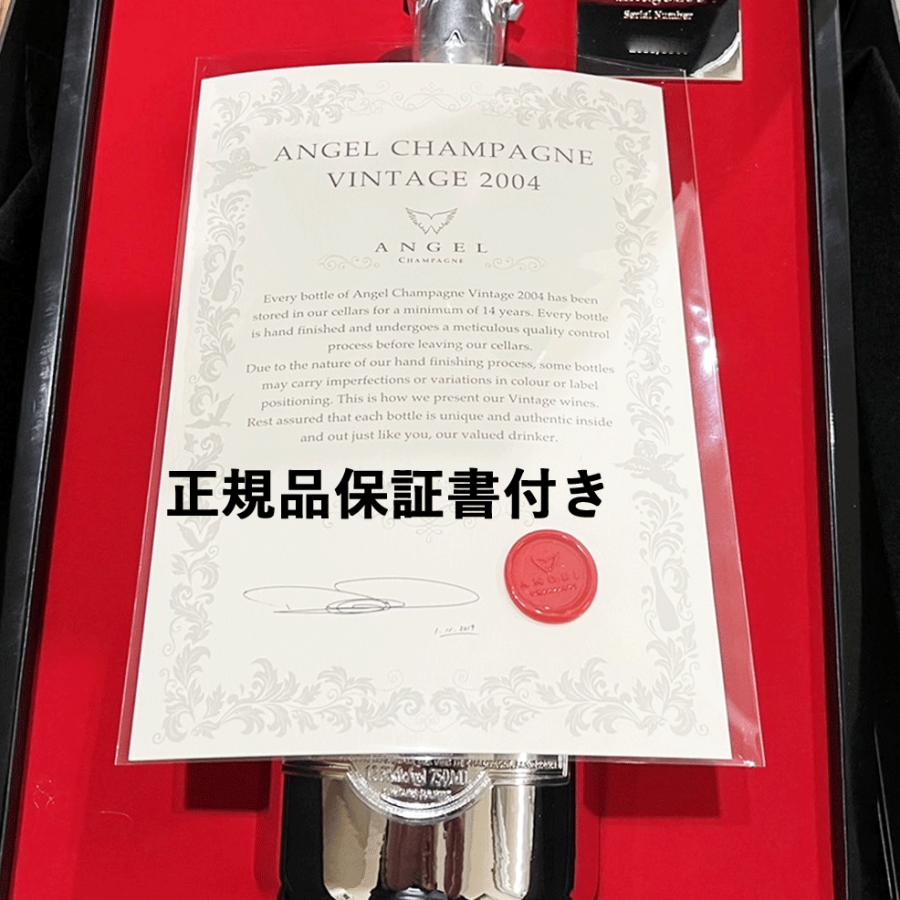 Serial Number
ANGEL CHAMPAGNE
VINTAGE 2004
ANGEL
CHAMPAGNE
Every bottle of Angel Champagne Vintage 2004 has been
stored in our cellars for a minimum of 14 years. Every bottle
is hand finished and undergoes a meticulous quality control
process before leaving our cellars.
Due to the nature of our hand finishing process, some bottles
may carry imperfections or variations in colour or label
positioning. This is how we present our Vintage wines.
Rest assured that each bottle is unique and authentic inside
and out just like you, our valued drinker.
正規品保証書付き
ANGEL
CHAMPAGNE
750ML